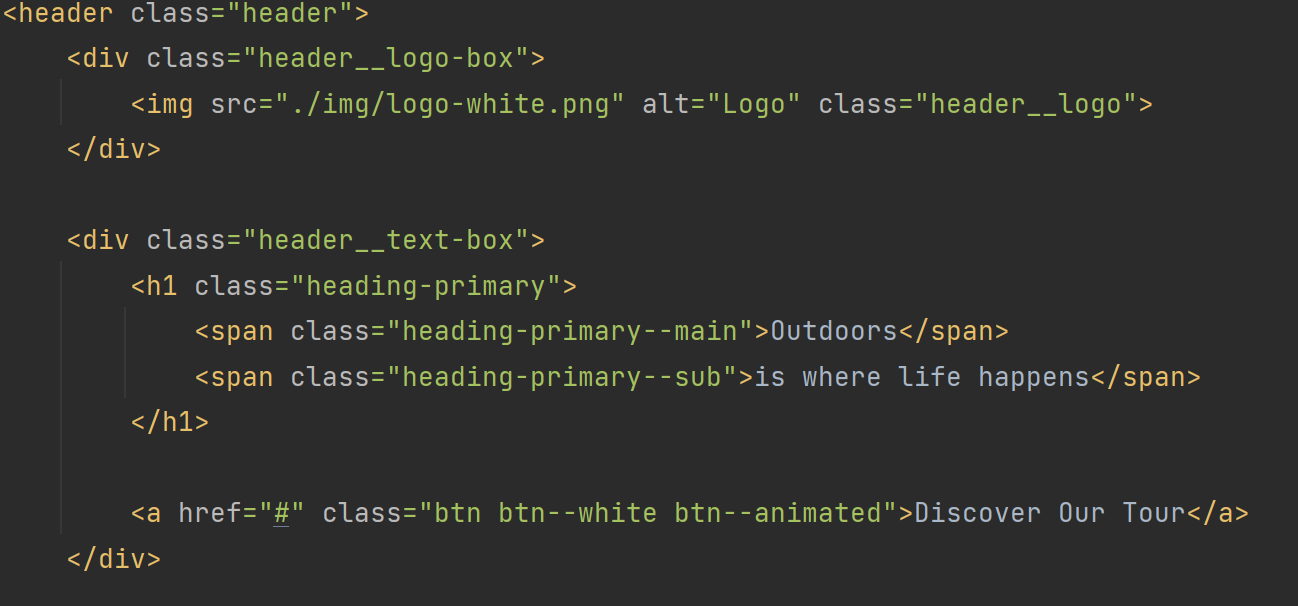 <header class="header">
<div class="header__logo-box">
<img src="./img/logo-white.png" alt="Logo" class="header__logo">
</div>
<div class="header__text-box">
<h1 class="heading-primary">
<span class="heading-primary--main">Outdoors</span>
<span class="heading-primary--sub">is where life happens</span>
</h1>
<a href="#" class="btn btn--white btn--animated">Discover Our Tour</a>
</div>